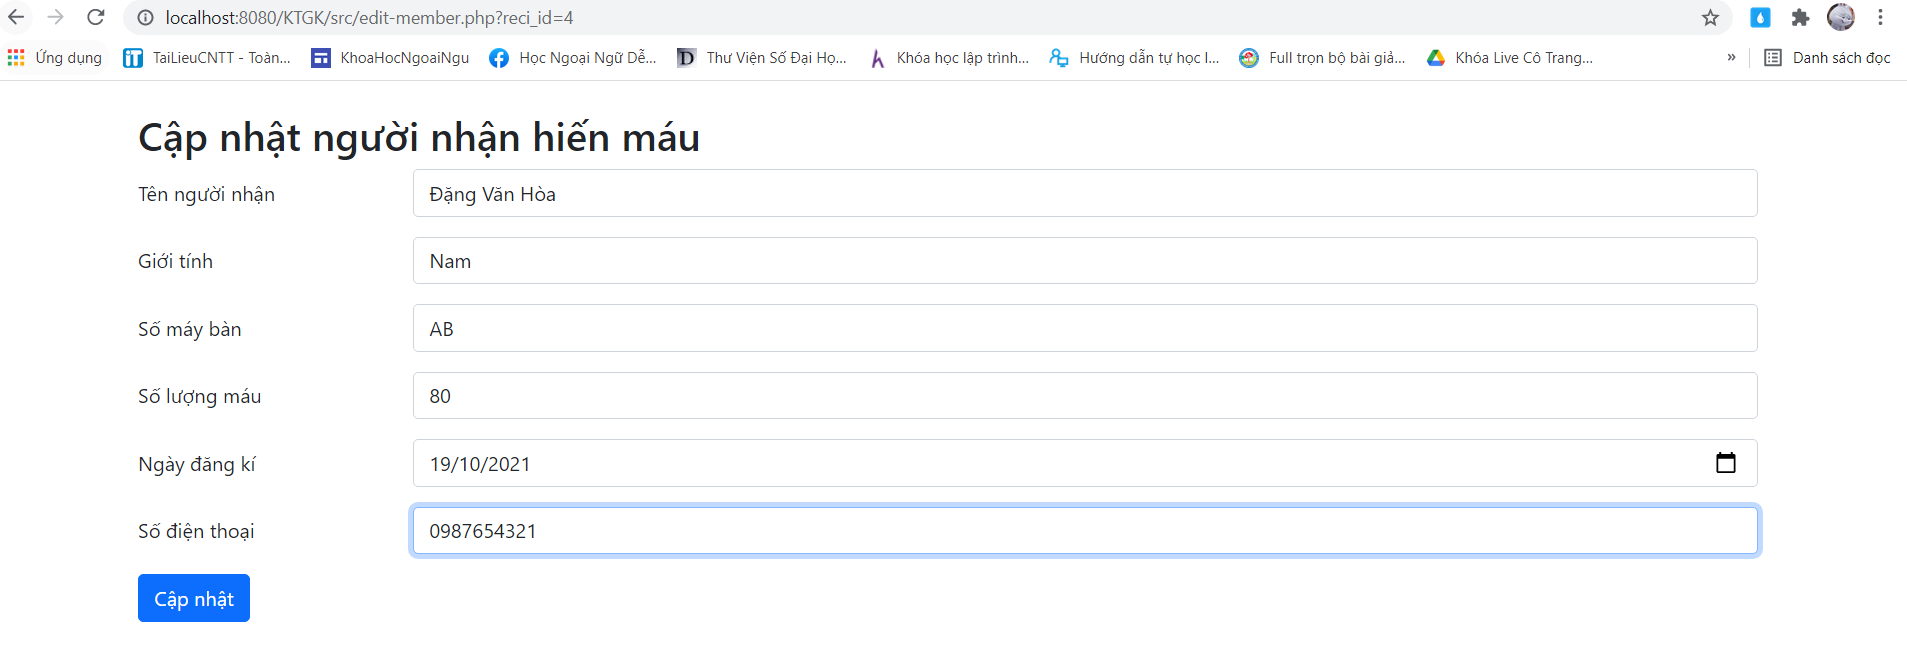 localhost:8080/KTGK/src/edit-member.php?reci_id=4
Ứng dụng TaiLieuCNTT - Toàn... KhoaHocNgoaiNgu Học Ngoại Ngữ Dễ... Thư Viện Số Đại Họ... Khóa học lập trình... Hướng dẫn tự học l... Full trọn bộ bài giả... Khóa Live Cô Trang... » Danh sách đọc
Cập nhật người nhận hiến máu
Tên người nhận Đặng Văn Hòa
Giới tính Nam
Số máy bàn AB
Số lượng máu 80
Ngày đăng kí 19/10/2021
Số điện thoại 0987654321
Cập nhật